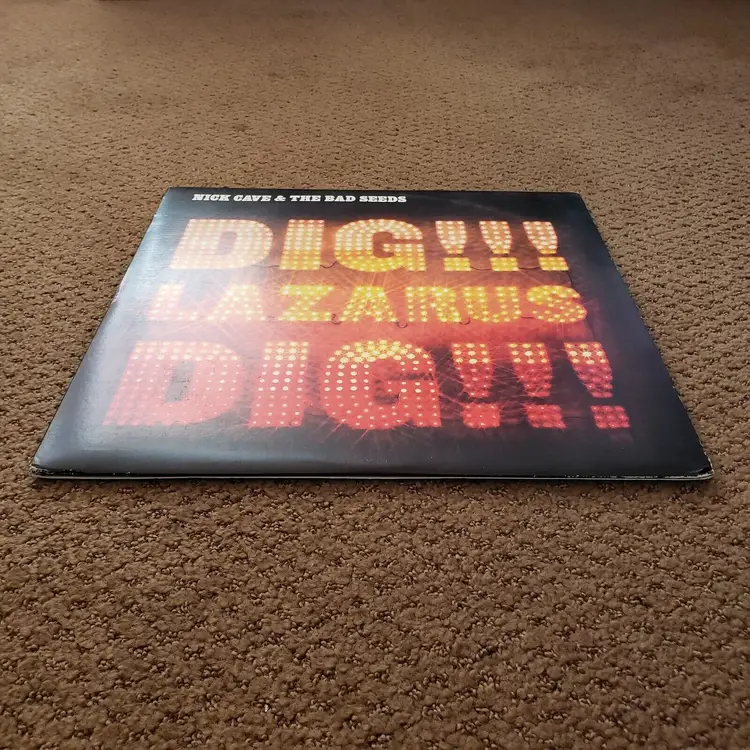 NICK CAVE & THE BAD SEEDS
DIG!!!
LAZARUS
DIG!!!